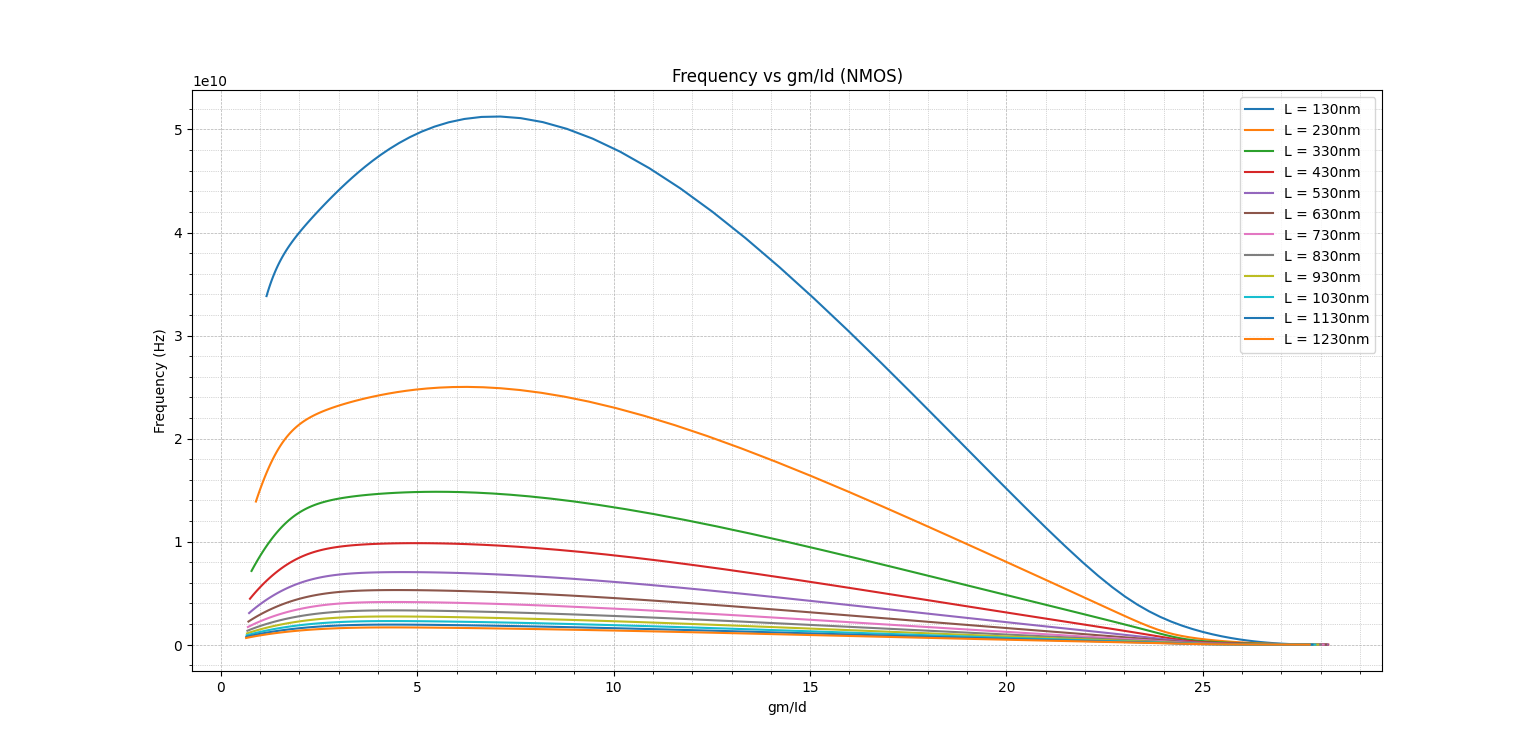 Frequency vs gm/Id (NMOS)
1e10
5
4
3
2
1
0
Frequency (Hz)
0 5 10 15 20 25
gm/Id
L = 130nm
L = 230nm
L = 330nm
L = 430nm
L = 530nm
L = 630nm
L = 730nm
L = 830nm
L = 930nm
L = 1030nm
L = 1130nm
L = 1230nm